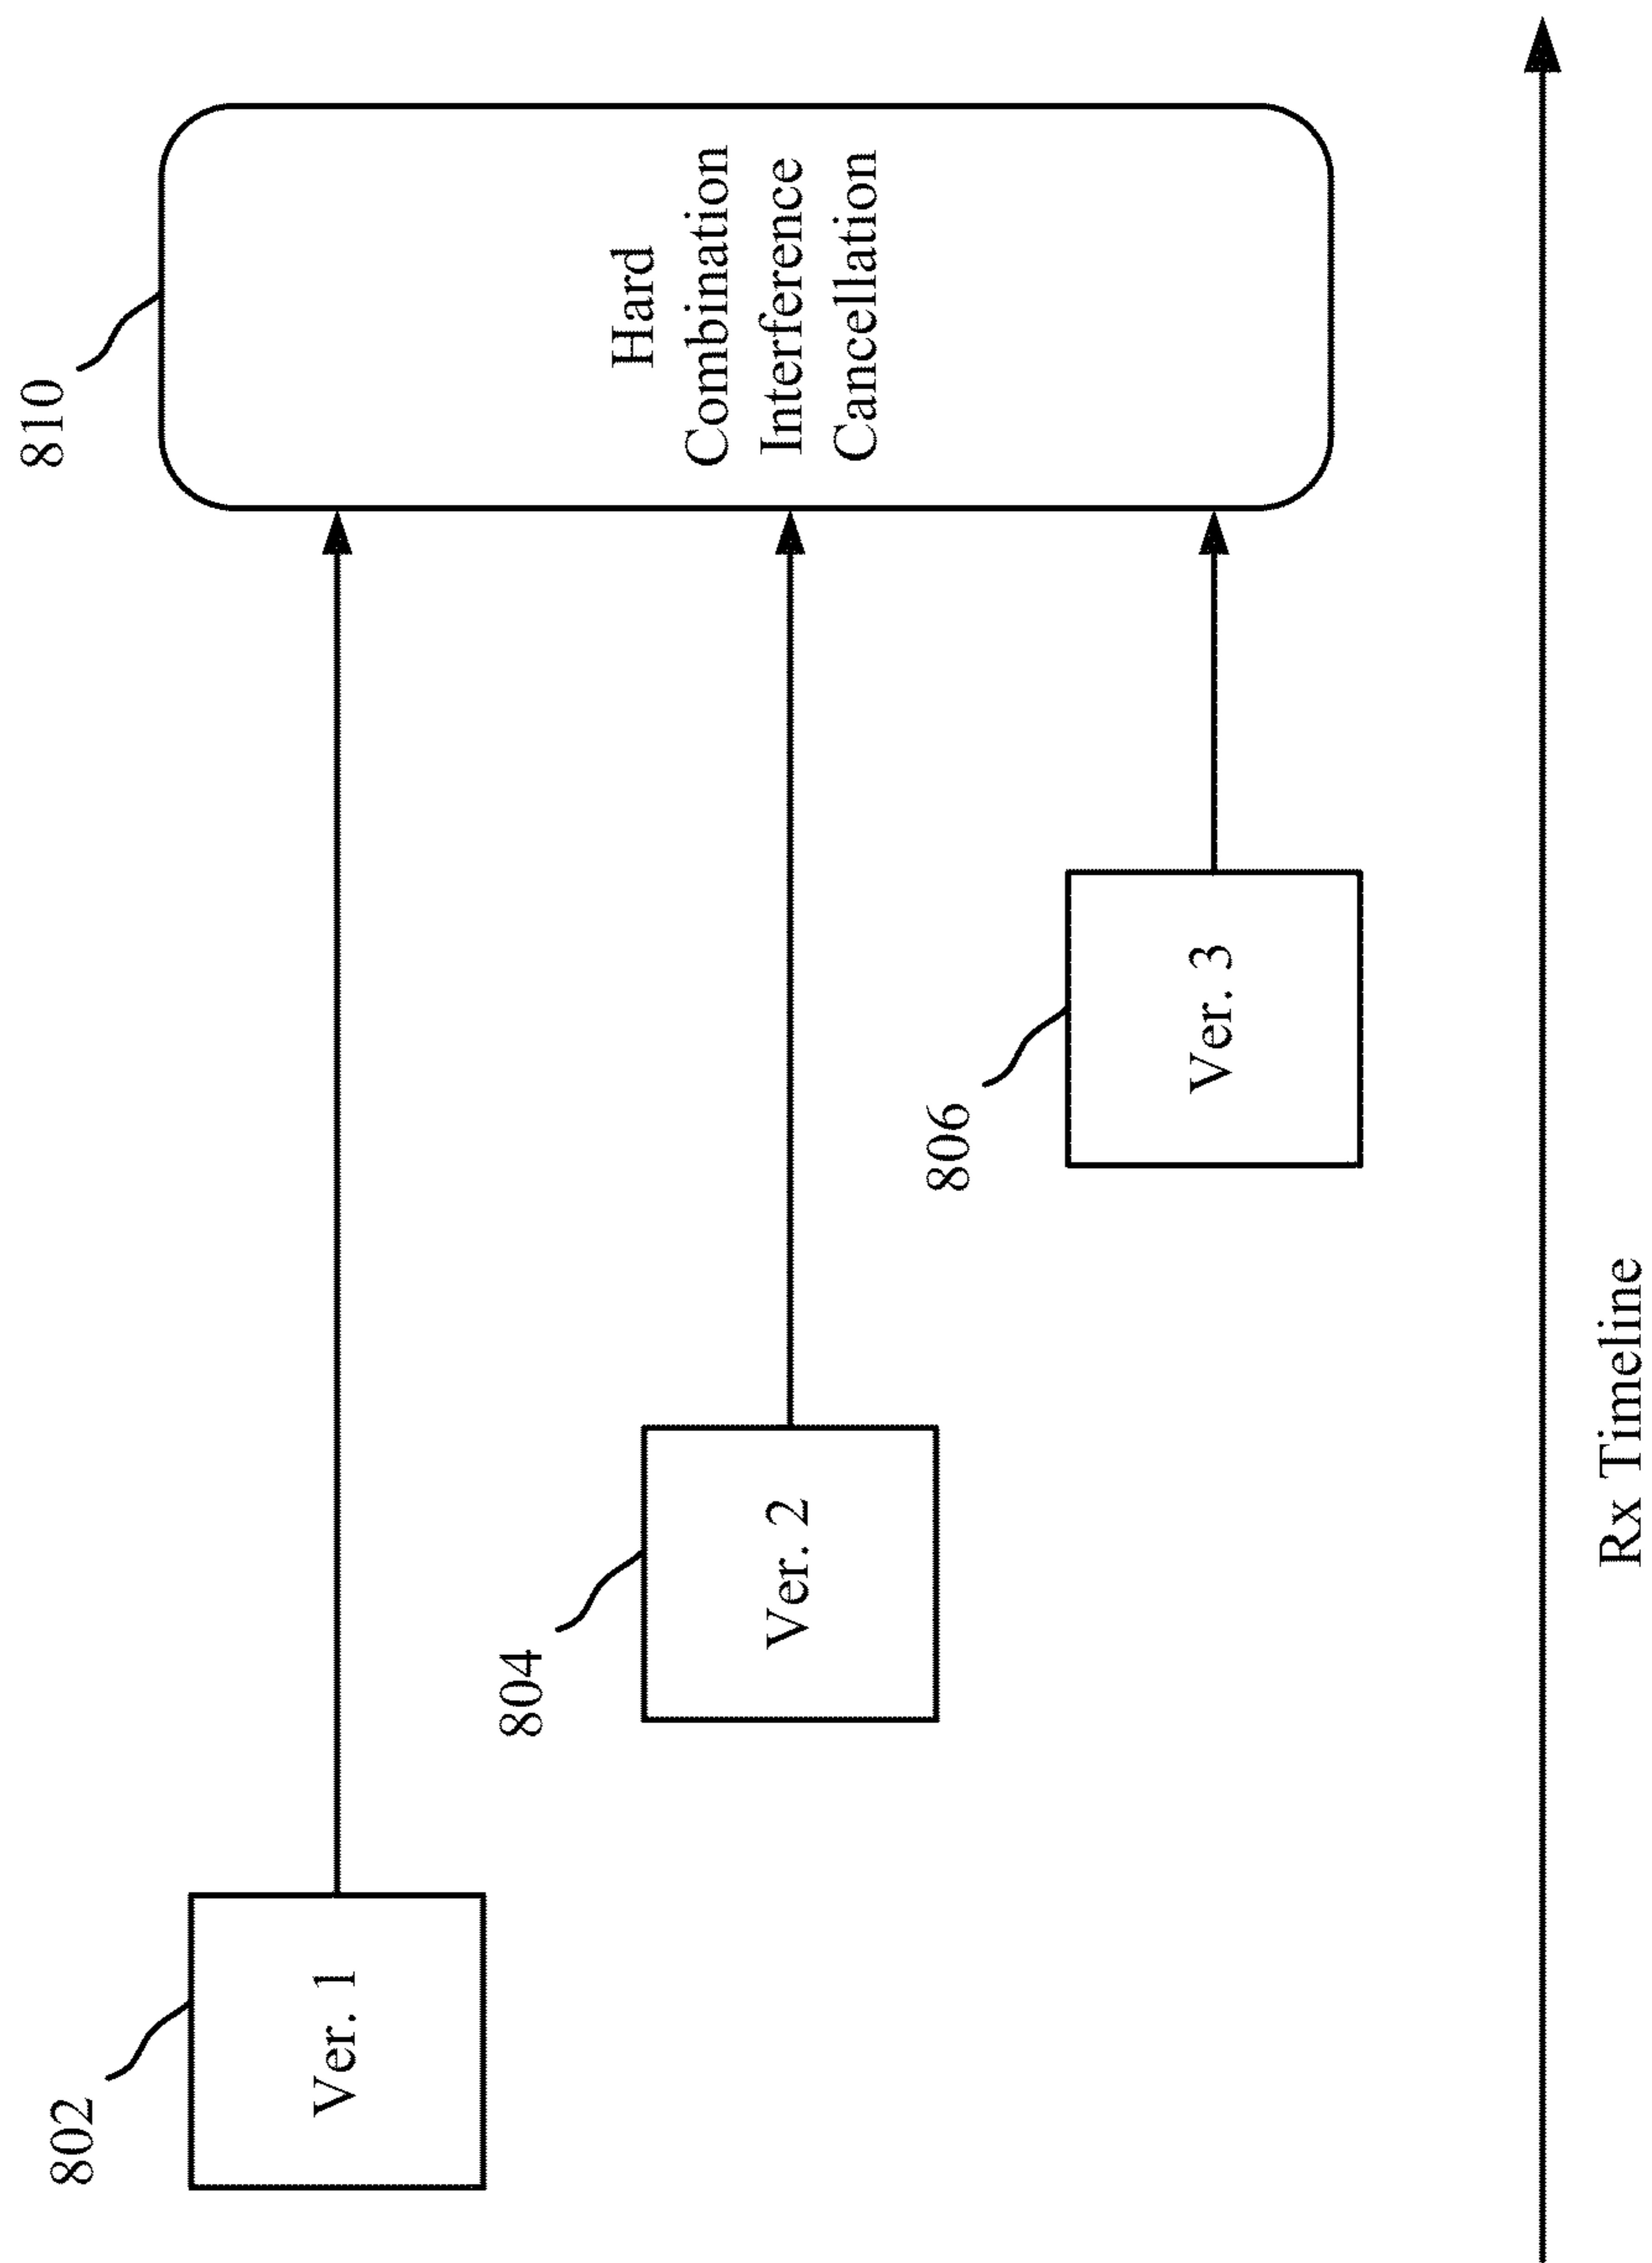 802
Ver. 1
804
Ver. 2
806
Ver. 3
810
Hard
Combination
Interference
Cancellation
Rx Timeline